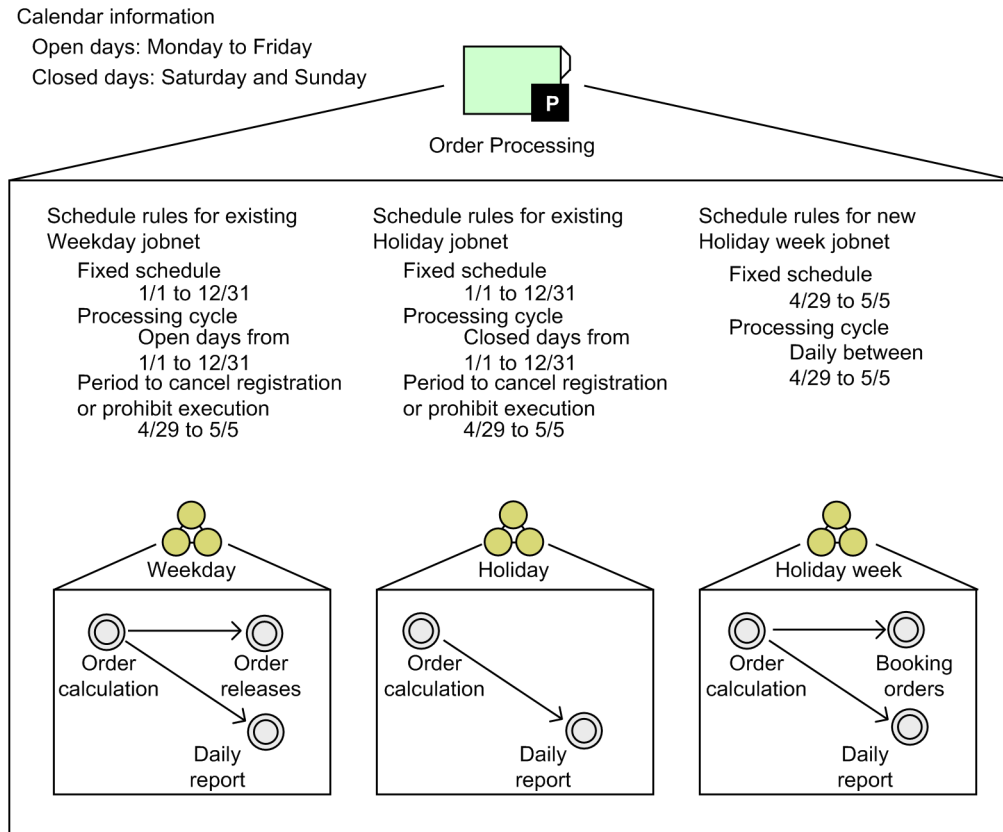 Calendar information
Open days: Monday to Friday
Closed days: Saturday and Sunday
P
Order Processing
Schedule rules for existing
Weekday jobnet
Fixed schedule
1/1 to 12/31
Processing cycle
Open days from
1/1 to 12/31
Period to cancel registration
or prohibit execution
4/29 to 5/5
Schedule rules for existing
Holiday jobnet
Fixed schedule
1/1 to 12/31
Processing cycle
Closed days from
1/1 to 12/31
Period to cancel registration
or prohibit execution
4/29 to 5/5
Schedule rules for new
Holiday week jobnet
Fixed schedule
4/29 to 5/5
Processing cycle
Daily between
4/29 to 5/5
Weekday
Order
calculation
Order
releases
Daily
report
Holiday
Order
calculation
Daily
report
Holiday week
Order
calculation
Booking
orders
Daily
report